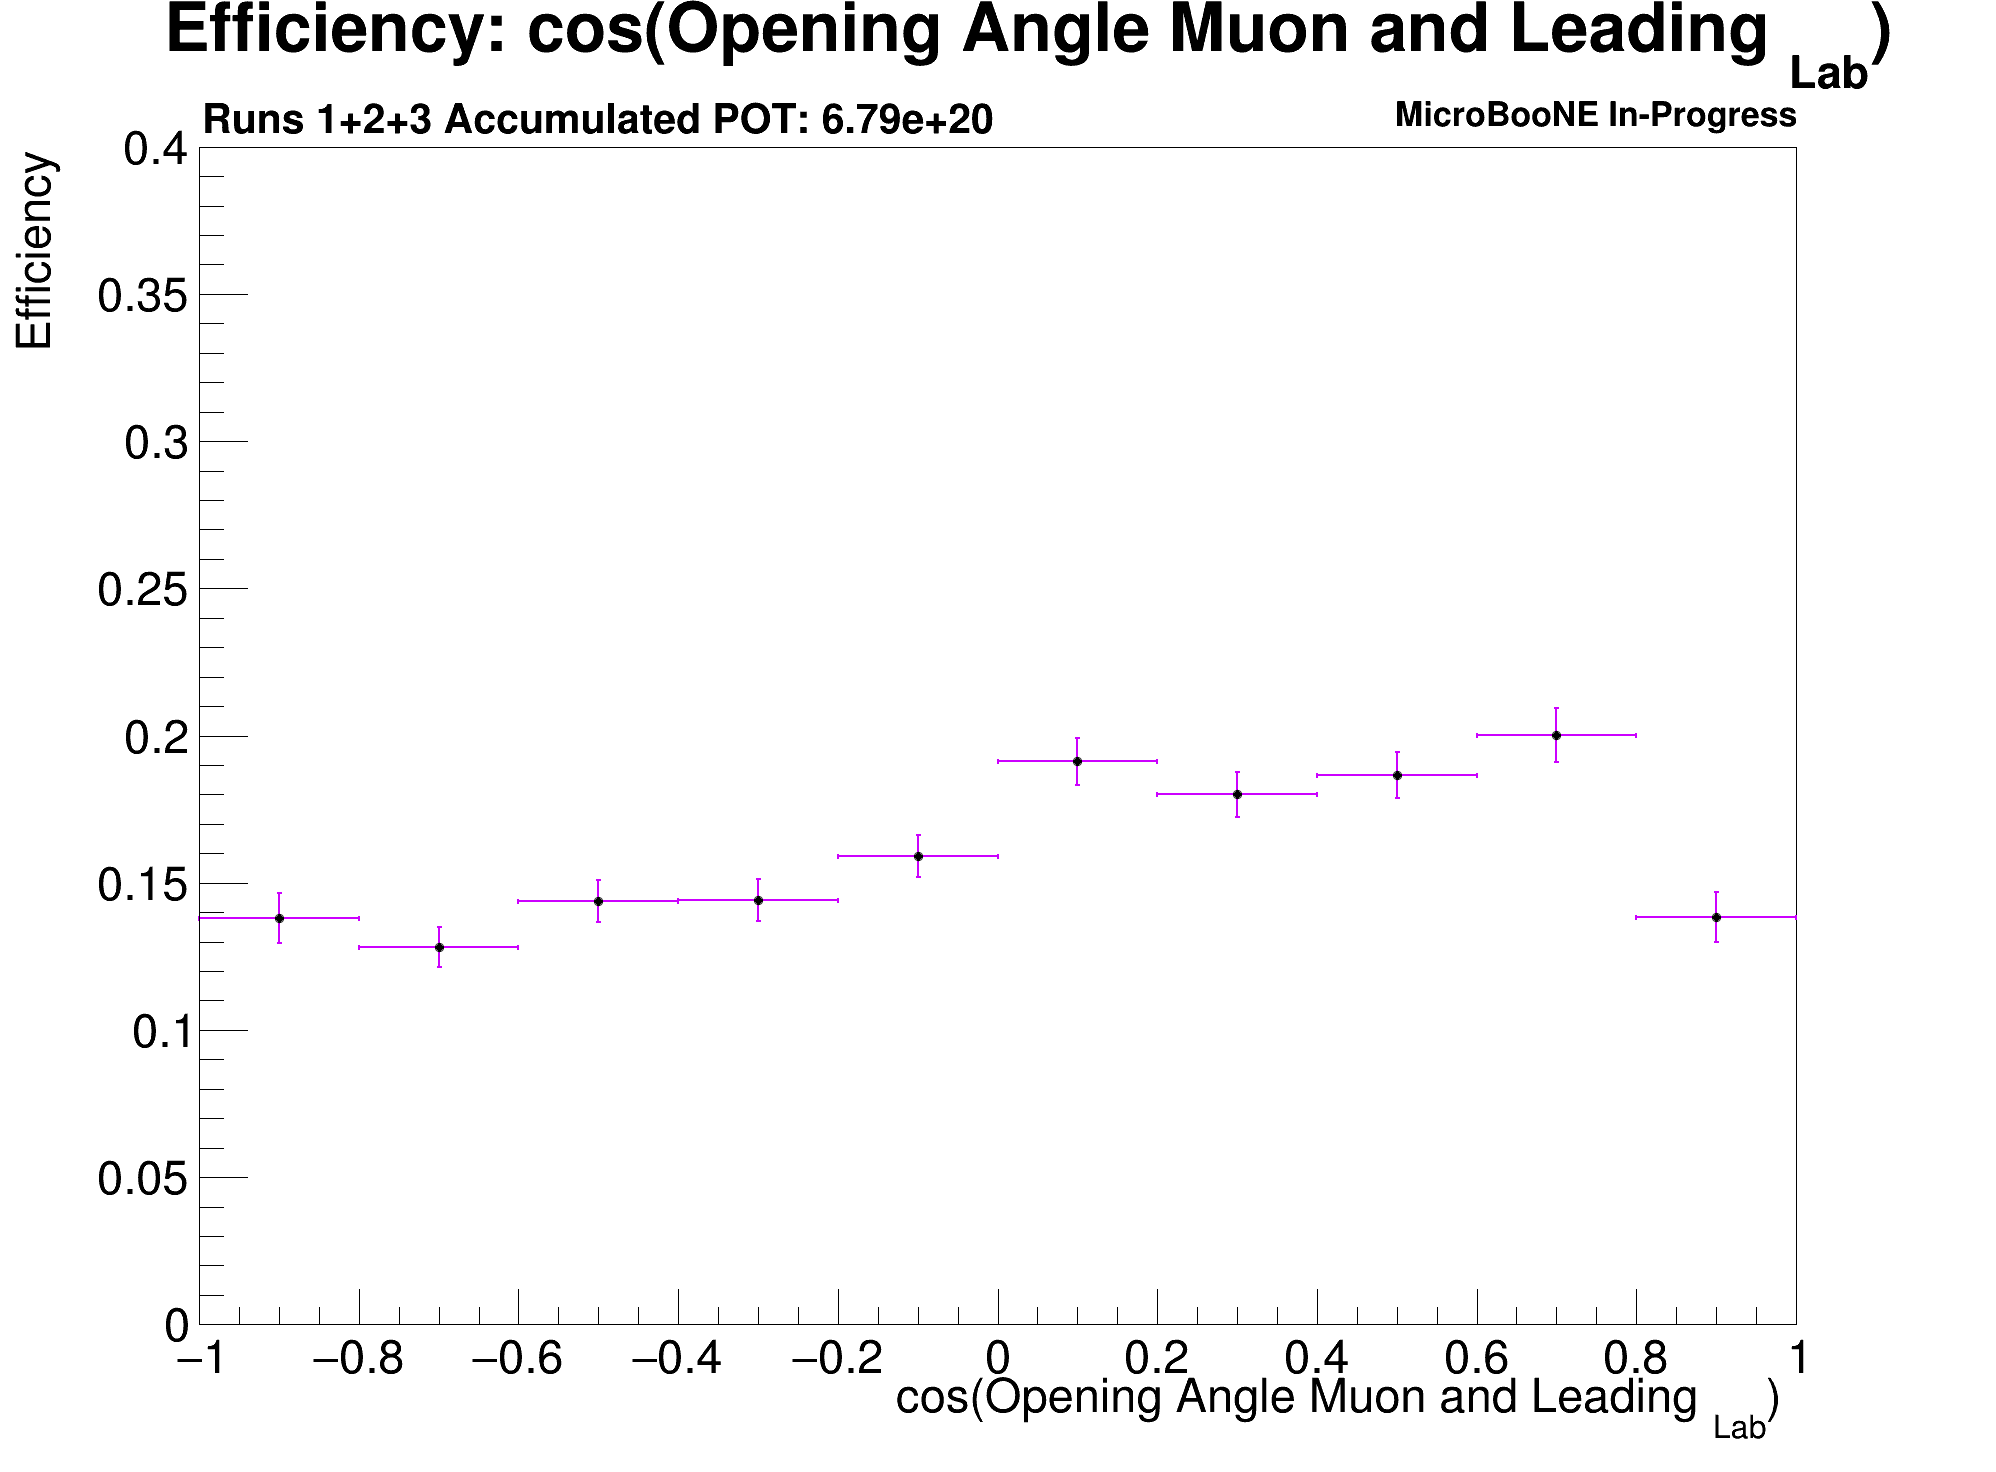 Efficiency: cos(Opening Angle Muon and Leading Lab)
Runs 1+2+3 Accumulated POT: 6.79e+20
MicroBooNE In-Progress
Efficiency
0.4
0.35
0.3
0.25
0.2
0.15
0.1
0.05
0
−1 −0.8 −0.6 −0.4 −0.2 0 0.2 0.4 0.6 0.8 1
cos(Opening Angle Muon and Leading Lab)